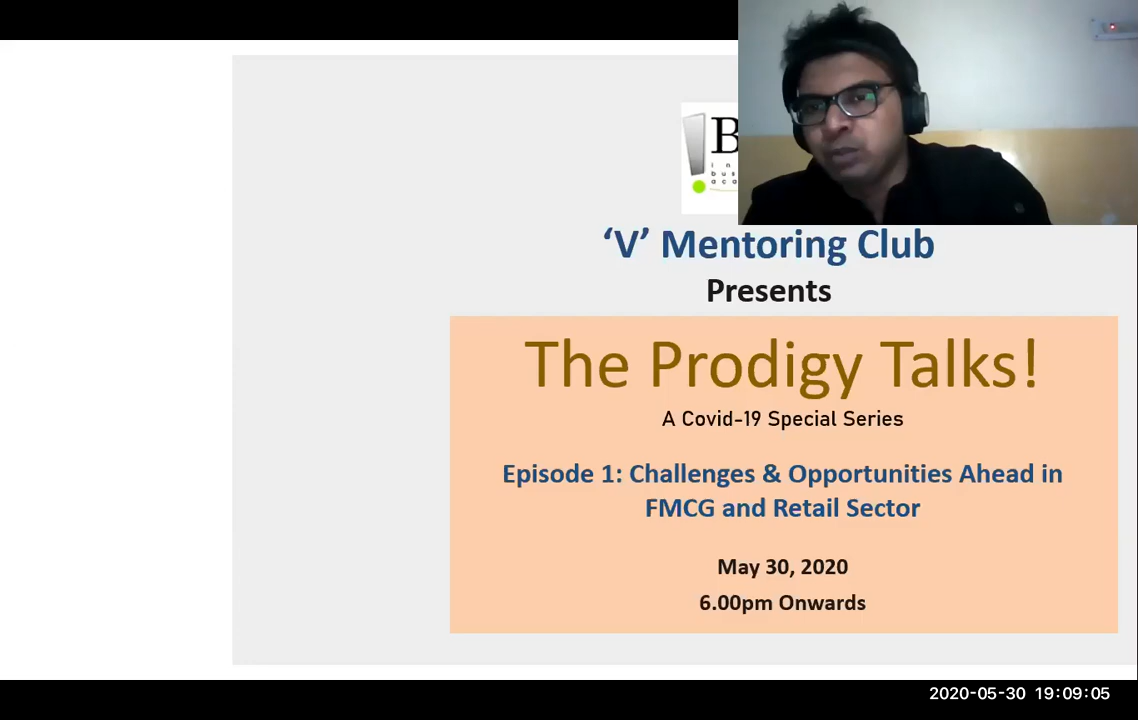 B
‘V’ Mentoring Club
Presents
The Prodigy Talks!
A Covid-19 Special Series
Episode 1: Challenges & Opportunities Ahead in
FMCG and Retail Sector
May 30, 2020
6.00pm Onwards
2020-05-30 19:09:05